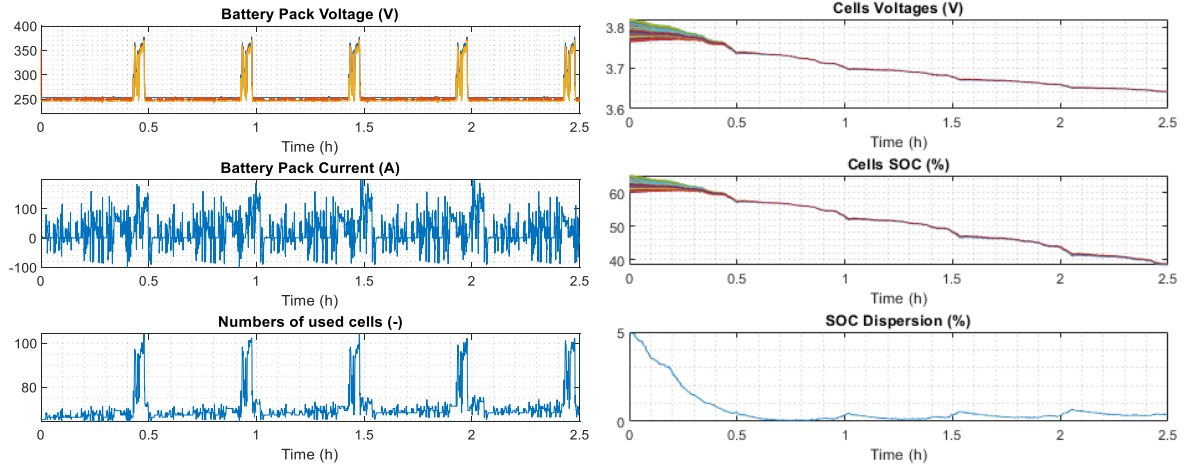 Battery Pack Voltage (V)
400
350
300
250
0 0.5 1 1.5 2 2.5
Time (h)
Battery Pack Current (A)
100
0
-100
0 0.5 1 1.5 2 2.5
Time (h)
Numbers of used cells (-)
100
80
0 0.5 1 1.5 2 2.5
Time (h)
Cells Voltages (V)
3.8
3.7
3.6
0 0.5 1 1.5 2 2.5
Time (h)
Cells SOC (%)
60
50
40
0 0.5 1 1.5 2 2.5
Time (h)
SOC Dispersion (%)
5
0
0 0.5 1 1.5 2 2.5
Time (h)